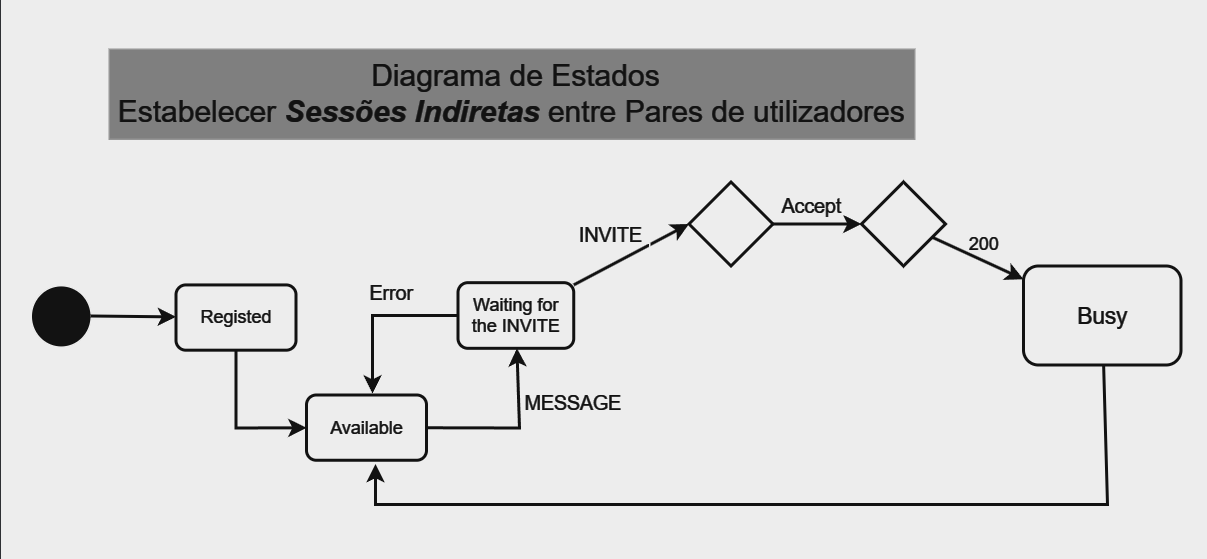 Diagrama de Estados
Estabelecer Sessões Indiretas entre Pares de utilizadores
Accept
INVITE
200
Error
Waiting for
the INVITE
Registed
Busy
MESSAGE
Available